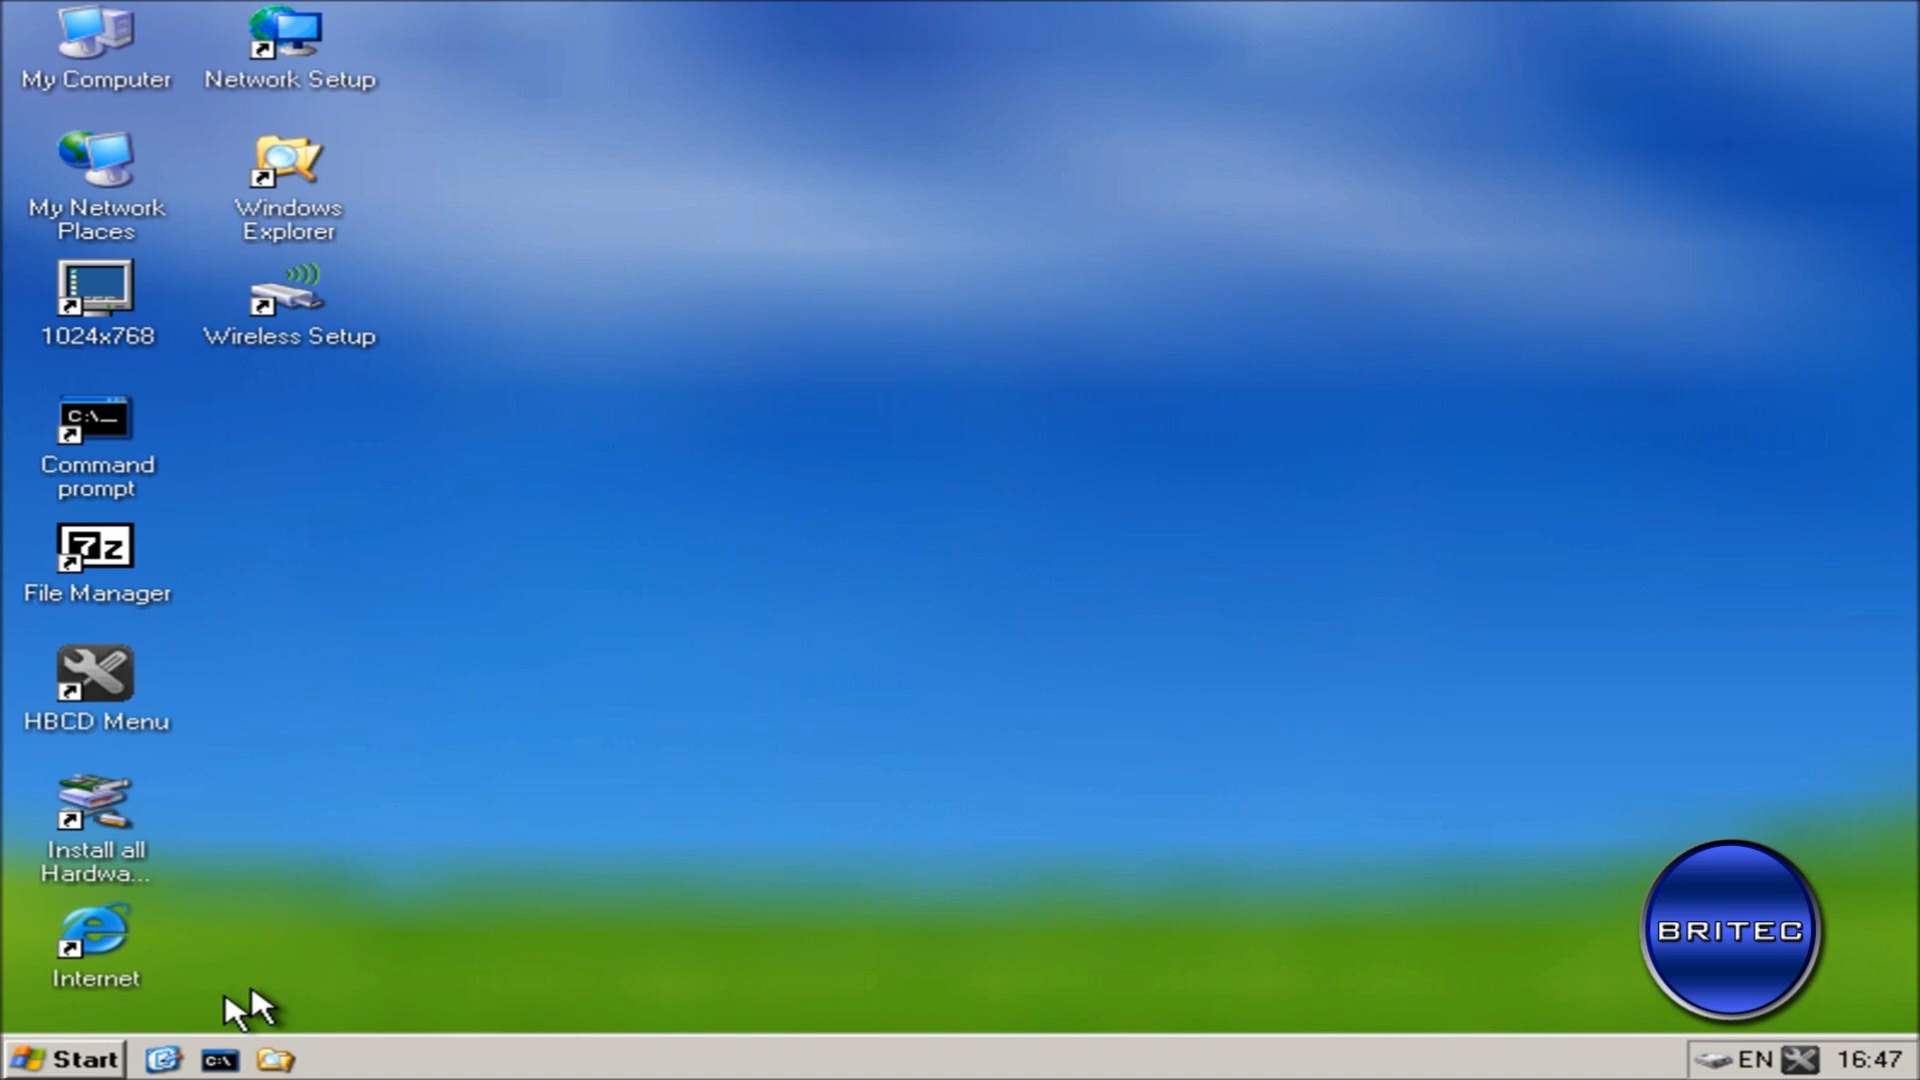 My Computer
Network Setup
My Network
Places
Windows
Explorer
1024x768
Wireless Setup
C:\_
Command
prompt
7z
File Manager
HBCD Menu
Install all
Hardwa...
Internet
BRITEC
Start
C:\
EN
16:47